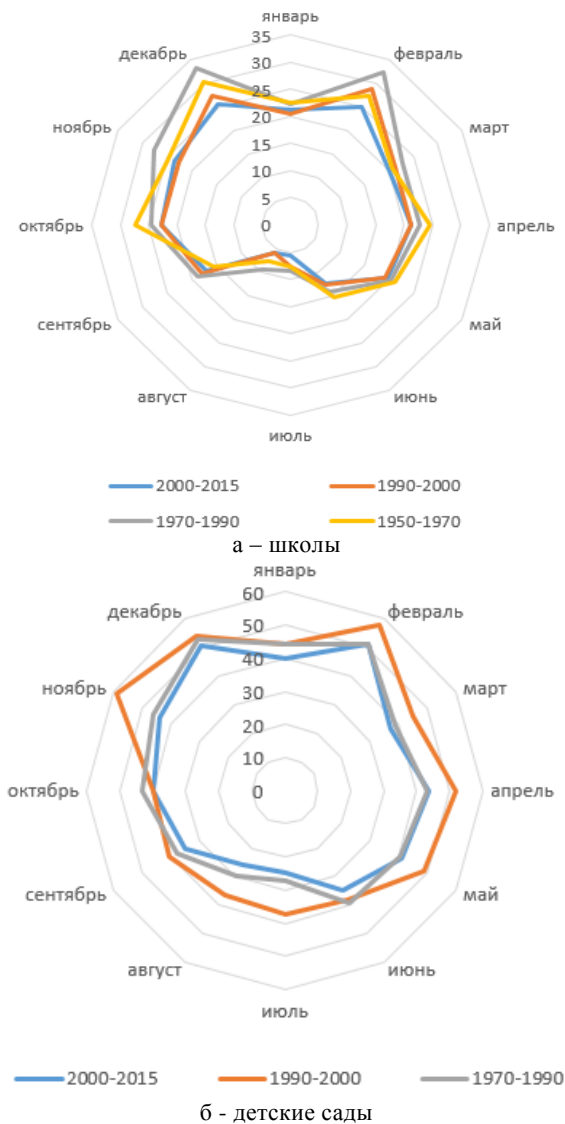 январь
35
декабрь
февраль
30
25
ноябрь
март
20
15
10
5
октябрь
0
апрель
сентябрь
май
август
июнь
июль
2000-2015 1990-2000
1970-1990 1950-1970
а – школы
январь
60
декабрь
февраль
50
40
ноябрь
март
30
20
10
октябрь
0
апрель
сентябрь
май
август
июнь
июль
2000-2015 1990-2000 1970-1990
б - детские сады